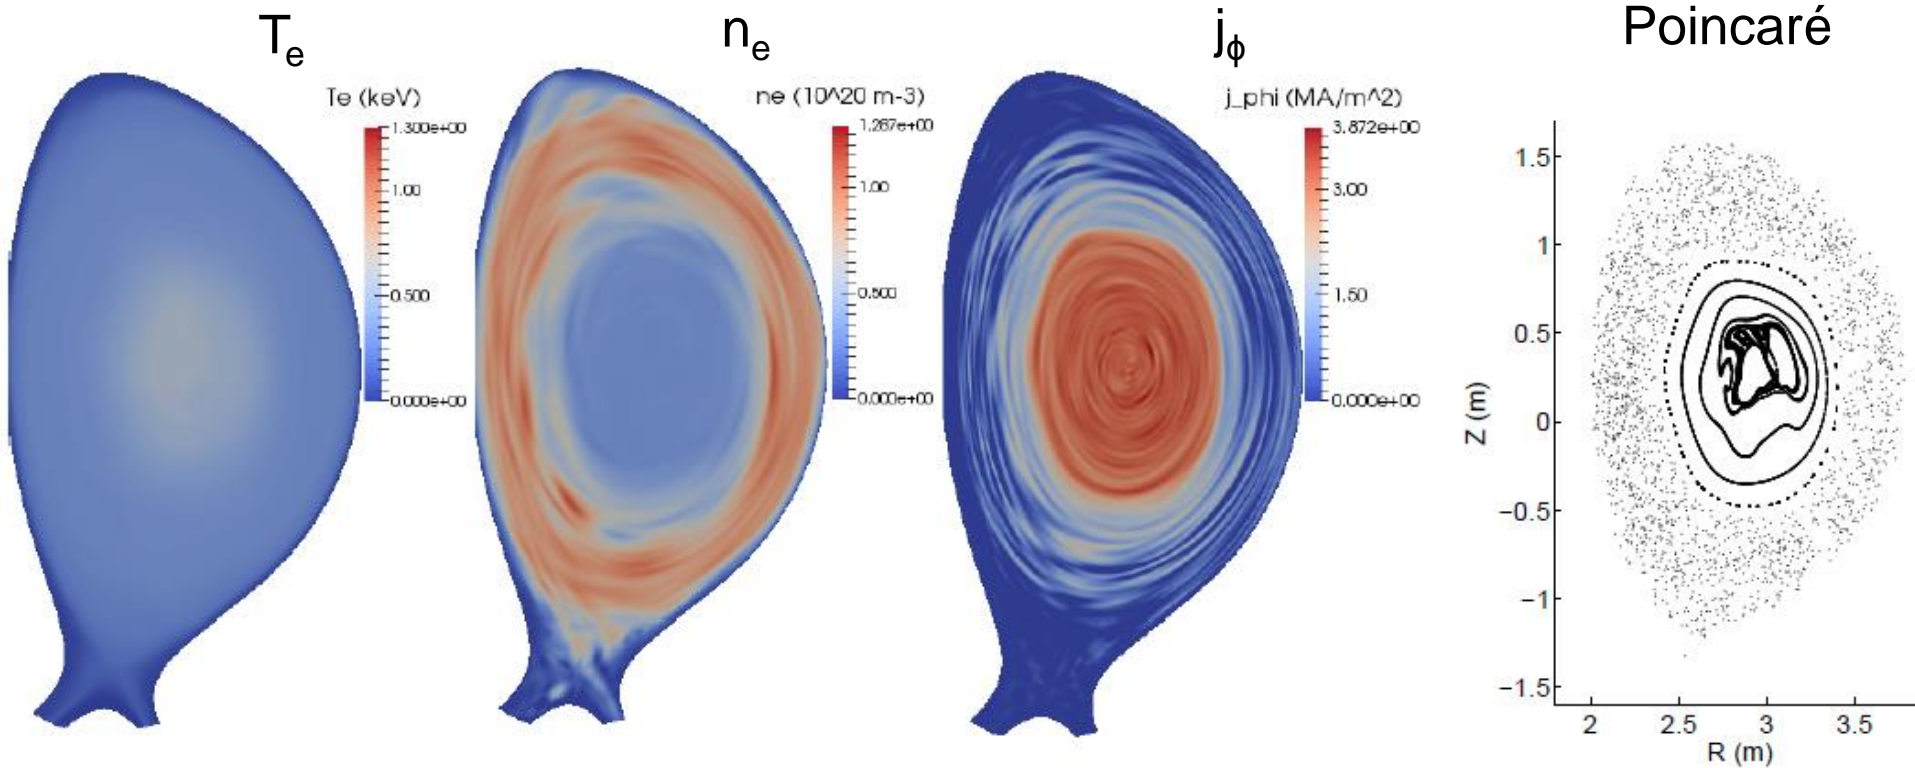 Te
Te (keV)
1.300e+00
1.00
0.500
0.000e+00
ne
ne (10^20 m-3)
1.267e+00
1.00
0.500
0.000e+00
jϕ
j_phi (MA/m^2)
3.872e+00
3.00
1.50
0.000e+00
Poincaré
1.5
1
0.5
0
−0.5
−1
−1.5
Z (m)
2 2.5 3 3.5
R (m)